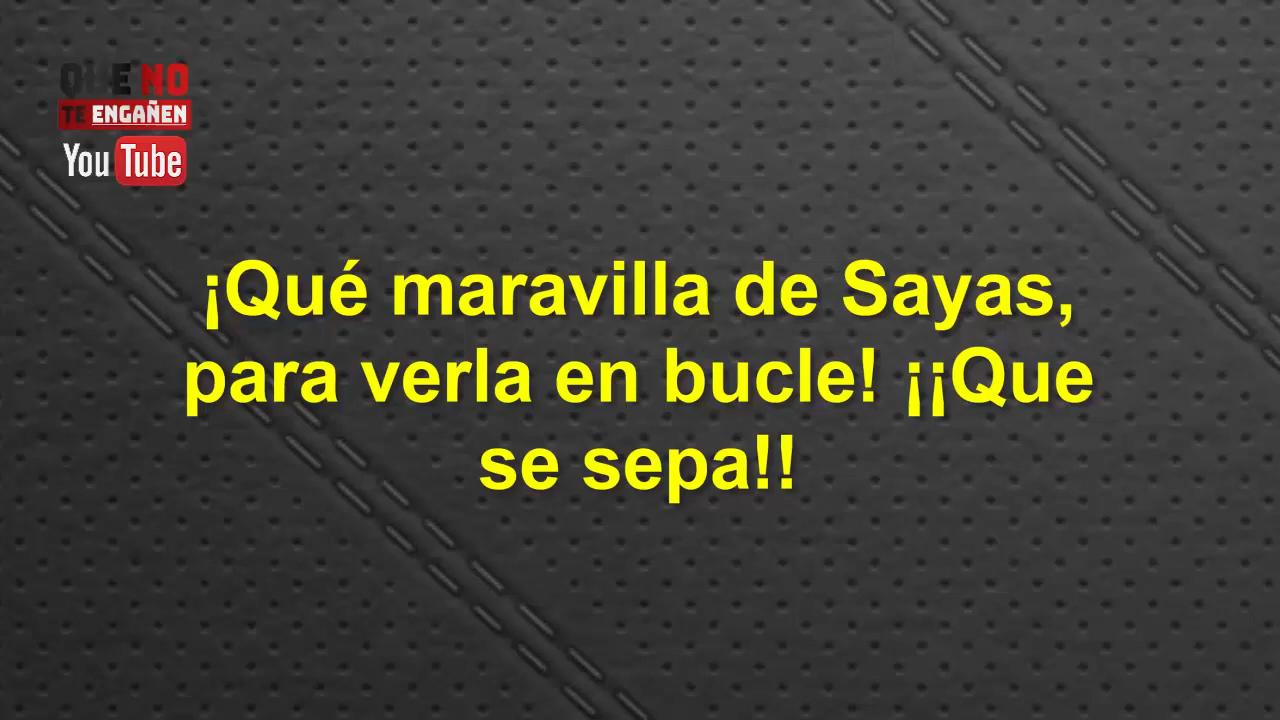 QUE NO
TE ENGAÑEN
YouTube
¡Qué maravilla de Sayas,
para verla en bucle! ¡¡Que
se sepa!!